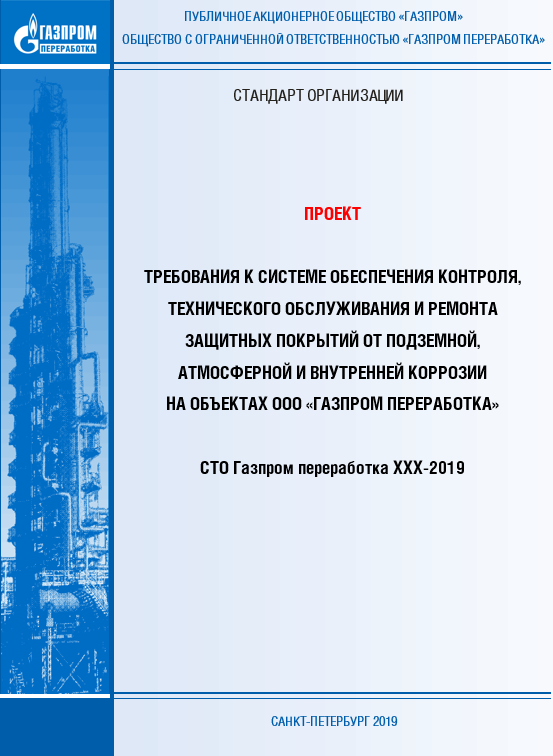 ГАЗПРОМ
ПЕРЕРАБОТКА
ПУБЛИЧНОЕ АКЦИОНЕРНОЕ ОБЩЕСТВО «ГАЗПРОМ»
ОБЩЕСТВО С ОГРАНИЧЕННОЙ ОТВЕТСТВЕННОСТЬЮ «ГАЗПРОМ ПЕРЕРАБОТКА»
СТАНДАРТ ОРГАНИЗАЦИИ
ПРОЕКТ
ТРЕБОВАНИЯ К СИСТЕМЕ ОБЕСПЕЧЕНИЯ КОНТРОЛЯ,
ТЕХНИЧЕСКОГО ОБСЛУЖИВАНИЯ И РЕМОНТА
ЗАЩИТНЫХ ПОКРЫТИЙ ОТ ПОДЗЕМНОЙ,
АТМОСФЕРНОЙ И ВНУТРЕННЕЙ КОРРОЗИИ
НА ОБЪЕКТАХ ООО «ГАЗПРОМ ПЕРЕРАБОТКА»
СТО Газпром переработка ХХХ-2019
САНКТ-ПЕТЕРБУРГ 2019